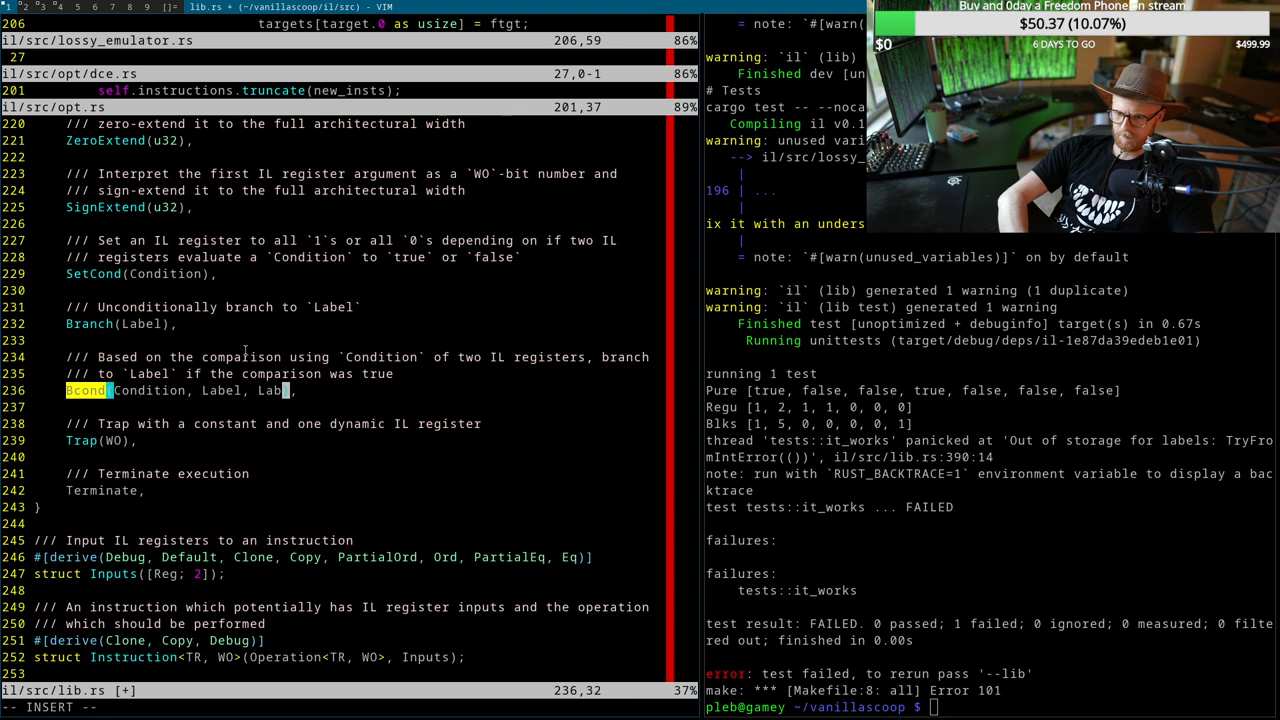 1 2 3 4 5 6 7 8 9 []= lib.rs + (~/vanillascoop/il/src) - VIM
206                             targets[target.0 as usize] = ftgt;
il/src/lossy_emulator.rs 206,59 86%
27
il/src/opt/dce.rs 27,0-1 86%
201         self.instructions.truncate(new_insts);
il/src/opt.rs 201,37 89%
220     /// zero-extend it to the full architectural width
221     ZeroExtend(u32),
222
223     /// Interpret the first IL register argument as a `WO`-bit number and
224     /// sign-extend it to the full architectural width
225     SignExtend(u32),
226
227     /// Set an IL register to all `1`s or all `0`s depending on if two IL
228     /// registers evaluate a `Condition` to `true` or `false`
229     SetCond(Condition),
230
231     /// Unconditionally branch to `Label`
232     Branch(Label),
233
234     /// Based on the comparison using `Condition` of two IL registers, branch
235     /// to `Label` if the comparison was true
236     Bcond(Condition, Label, Lab),
237
238     /// Trap with a constant and one dynamic IL register
239     Trap(WO),
240
241     /// Terminate execution
242     Terminate,
243 }
244
245 /// Input IL registers to an instruction
246 #[derive(Debug, Default, Clone, Copy, PartialOrd, Ord, PartialEq, Eq)]
247 struct Inputs([Reg; 2]);
248
249 /// An instruction which potentially has IL register inputs and the operation
250 /// which should be performed
251 #[derive(Clone, Copy, Debug)]
252 struct Instruction<TR, WO>(Operation<TR, WO>, Inputs);
253
il/src/lib.rs [+] 236,32 37%
-- INSERT --
= note: `#[warn(
warning: `il` (lib)
Finished dev [un
# Tests
cargo test -- --noca
Compiling il v0.1
warning: unused vari
--> il/src/lossy_
|
196 | ...
|
ix it with an unders
|
= note: `#[warn(unused_variables)]` on by default
warning: `il` (lib) generated 1 warning (1 duplicate)
warning: `il` (lib test) generated 1 warning
Finished test [unoptimized + debuginfo] target(s) in 0.67s
Running unittests (target/debug/deps/il-1e87da39edeb1e01)
running 1 test
Pure [true, false, false, true, false, false, false]
Regu [1, 2, 1, 1, 0, 0, 0]
Blks [1, 5, 0, 0, 0, 0, 1]
thread 'tests::it_works' panicked at 'Out of storage for labels: TryFro
mIntError(())', il/src/lib.rs:390:14
note: run with `RUST_BACKTRACE=1` environment variable to display a bac
ktrace
test tests::it_works ... FAILED
failures:
failures:
tests::it_works
test result: FAILED. 0 passed; 1 failed; 0 ignored; 0 measured; 0 filte
red out; finished in 0.00s
error: test failed, to rerun pass '--lib'
make: *** [Makefile:8: all] Error 101
pleb@gamey ~/vanillascoop $
Buy and 0day a Freedom Phone on stream
$50.37 (10.07%)
$0 6 DAYS TO GO $499.99